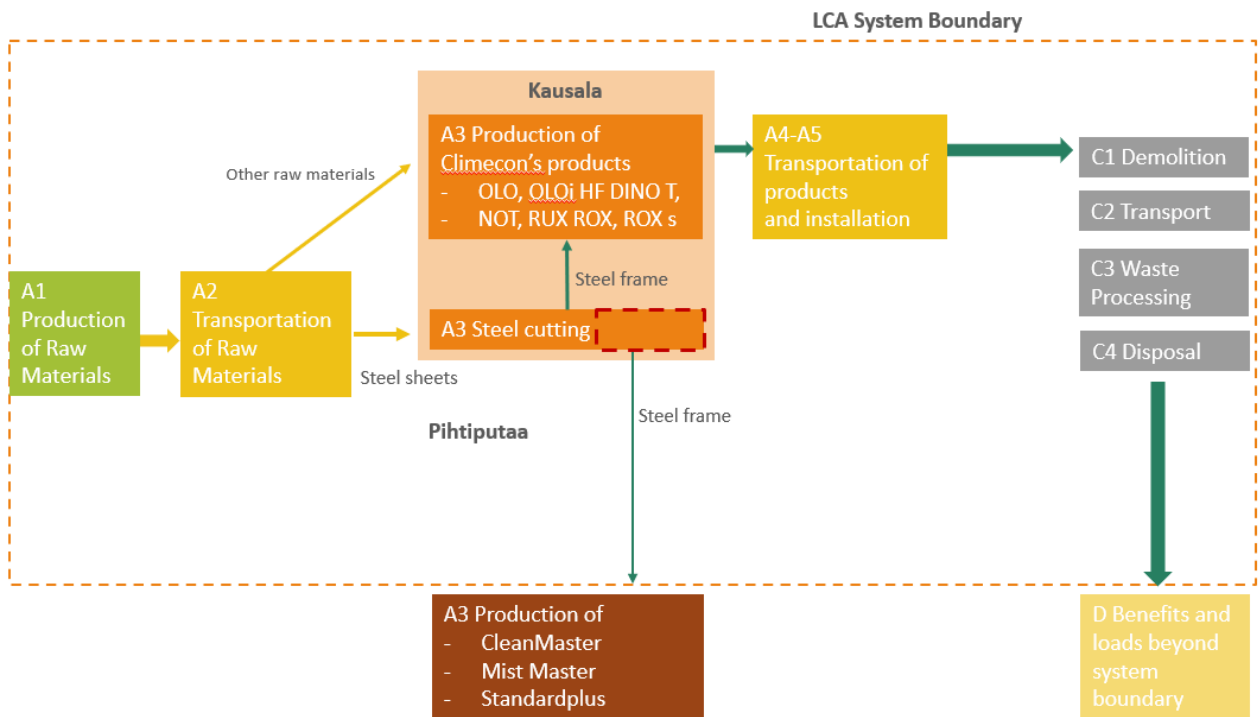 LCA System Boundary
Kausala
A3 Production of
Climecon's products
- OLO, OLOi HF DINO T,
- NOT, RUX ROX, ROX s
A4-A5
Transportation of
products
and installation
C1 Demolition
C2 Transport
C3 Waste
Processing
C4 Disposal
Other raw materials
Steel frame
A1
Production
of Raw
Materials
A2
Transportation
of Raw
Materials
A3 Steel cutting
Steel sheets
Steel frame
Pihtiputaa
A3 Production of
- CleanMaster
- Mist Master
- Standardplus
D Benefits and
loads beyond
system
boundary